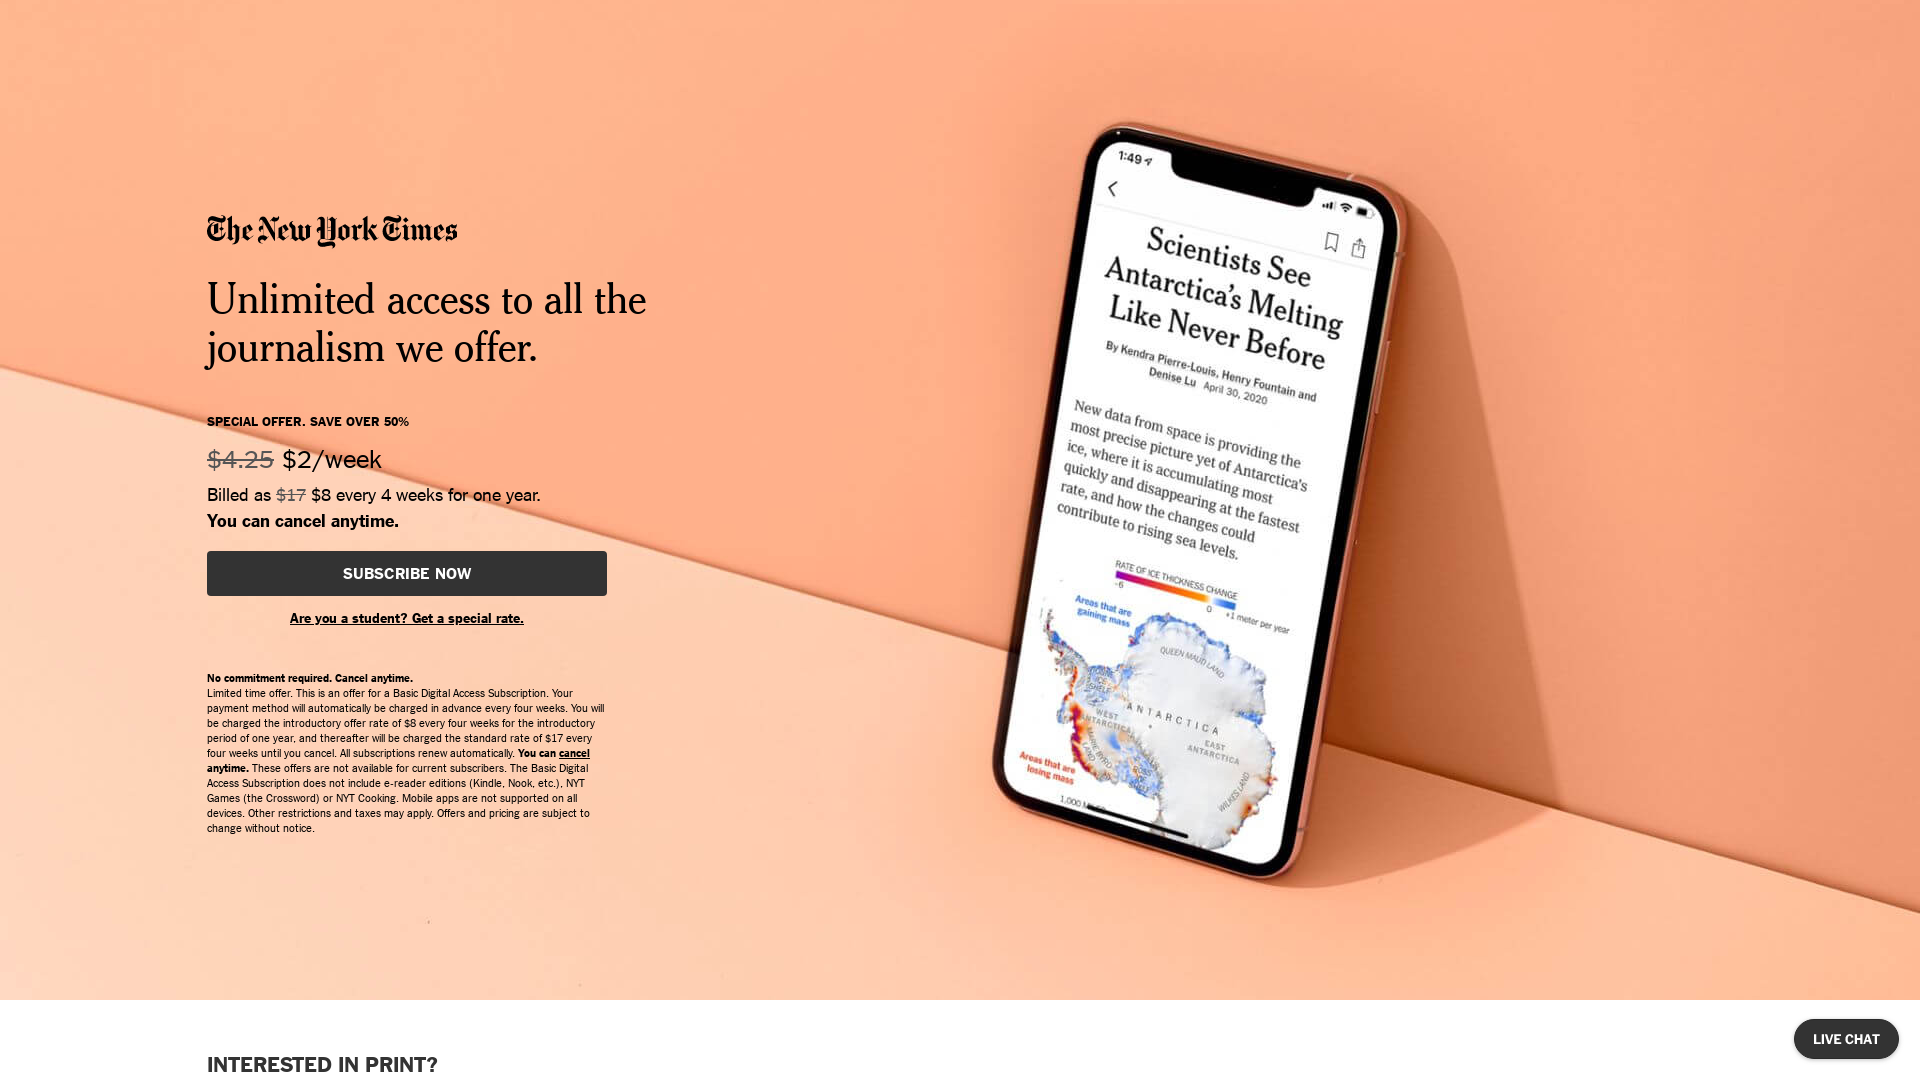 The New York Times
Unlimited access to all the
journalism we offer.
SPECIAL OFFER. SAVE OVER 50%
$4.25 $2/week
Billed as $17 $8 every 4 weeks for one year.
You can cancel anytime.
SUBSCRIBE NOW
Are you a student? Get a special rate.
No commitment required. Cancel anytime.
Limited time offer. This is an offer for a Basic Digital Access Subscription. Your
payment method will automatically be charged in advance every four weeks. You will
be charged the introductory offer rate of $8 every four weeks for the introductory
period of one year, and thereafter will be charged the standard rate of $17 every
four weeks until you cancel. All subscriptions renew automatically. You can cancel
anytime. These offers are not available for current subscribers. The Basic Digital
Access Subscription does not include e-reader editions (Kindle, Nook, etc.), NYT
Games (the Crossword) or NYT Cooking. Mobile apps are not supported on all
devices. Other restrictions and taxes may apply. Offers and pricing are subject to
change without notice.
1:49
Scientists See
Antarctica's Melting
Like Never Before
By Kendra Pierre-Louis, Henry Fountain and
Denise Lu April 30, 2020
New data from space is providing the
most precise picture yet of Antarctica's
ice, where it is accumulating most
quickly and disappearing at the fastest
rate, and how the changes could
contribute to rising sea levels.
RATE OF ICE THICKNESS CHANGE
-6 0 +1 meter per year
Areas that are
gaining mass
QUEEN MAUD LAND
SHELF
ANTARCTICA
WEST
ANTARCTICA
EAST
ANTARCTICA
MARIE BYRD
LAND
ROSS
WILKES LAND
Areas that are
losing mass
1,000
INTERESTED IN PRINT?
LIVE CHAT